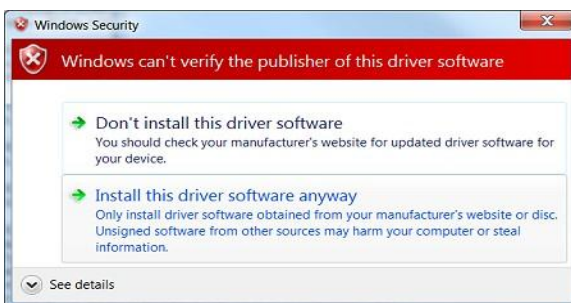 Windows Security
Windows can't verify the publisher of this driver software
Don't install this driver software
You should check your manufacturer's website for updated driver software for
your device.
Install this driver software anyway
Only install driver software obtained from your manufacturer's website or disc.
Unsigned software from other sources may harm your computer or steal
information.
See details